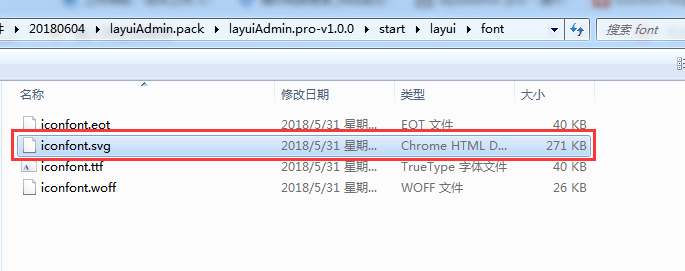 20180604 ▸ layuiAdmin.pack ▸ layuiAdmin.pro-v1.0.0 ▸ start ▸ layui ▸ font
搜索 font
名称 修改日期 类型 大小
iconfont.eot 2018/5/31 星期... EOT 文件 40 KB
iconfont.svg 2018/5/31 星期... Chrome HTML D... 271 KB
iconfont.ttf 2018/5/31 星期... TrueType 字体文件 40 KB
iconfont.woff 2018/5/31 星期... WOFF 文件 26 KB